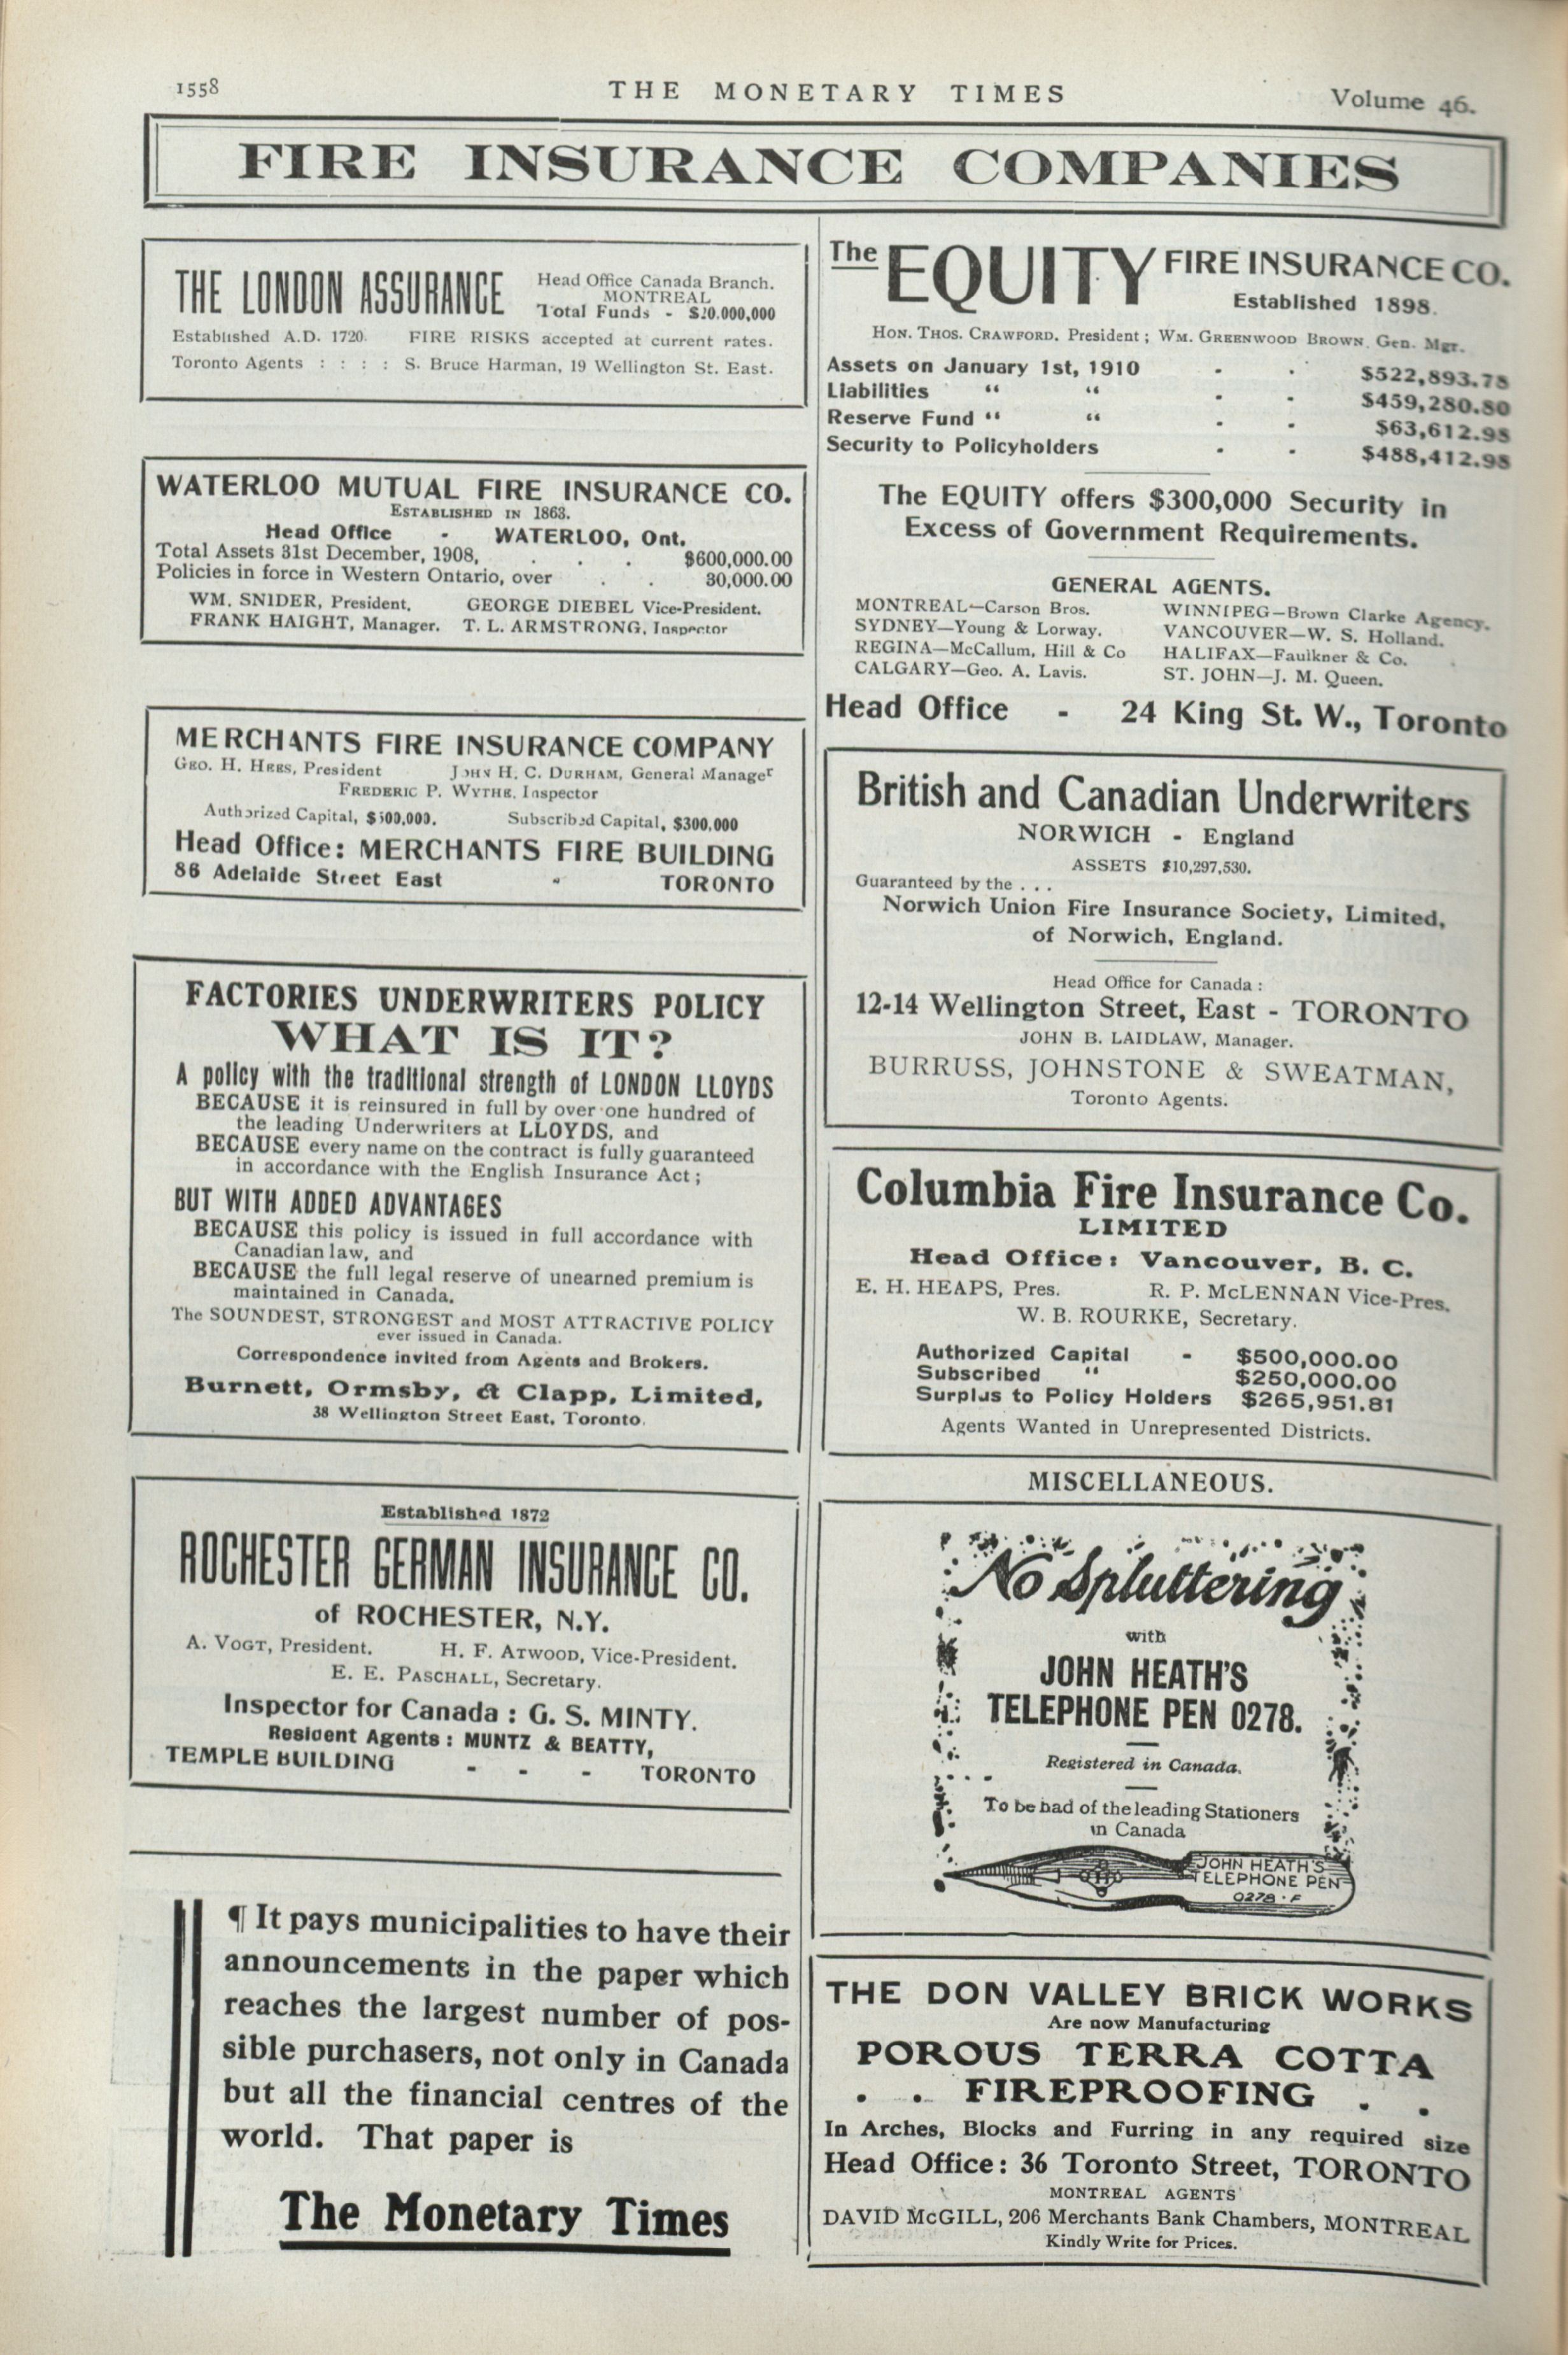 1558
THE MONETARY TIMES
Volume 46.
FIRE INSURANCE COMPANIES
THE LONDON ASSURANCE
Head Office Canada Branch.
MONTREAL
Total Funds - $20,000,000
Established A.D. 1720. FIRE RISKS accepted at current rates.
Toronto Agents : : : : S. Bruce Harman, 19 Wellington St. East.
WATERLOO MUTUAL FIRE INSURANCE CO.
ESTABLISHED IN 1863.
Head Office - WATERLOO, Ont.
Total Assets 31st December, 1908, . . . $600,000.00
Policies in force in Western Ontario, over . . 30,000.00
WM. SNIDER, President, GEORGE DIEBEL Vice-President.
FRANK HAIGHT, Manager. T. L. ARMSTRONG, Inspector
MERCHANTS FIRE INSURANCE COMPANY
GEO. H. HEES, President JOHN H. C. DURHAM, General Manager
FREDERIC P. WYTHE, Inspector
Authorized Capital, $500,000. Subscribed Capital, $300,000
Head Office: MERCHANTS FIRE BUILDING
86 Adelaide Street East - TORONTO
FACTORIES UNDERWRITERS POLICY
WHAT IS IT?
A policy with the traditional strength of LONDON LLOYDS
BECAUSE it is reinsured in full by over one hundred of
the leading Underwriters at LLOYDS, and
BECAUSE every name on the contract is fully guaranteed
in accordance with the English Insurance Act;
BUT WITH ADDED ADVANTAGES
BECAUSE this policy is issued in full accordance with
Canadian law, and
BECAUSE the full legal reserve of unearned premium is
maintained in Canada.
The SOUNDEST, STRONGEST and MOST ATTRACTIVE POLICY
ever issued in Canada.
Correspondence invited from Agents and Brokers.
Burnett, Ormsby, & Clapp, Limited,
38 Wellington Street East, Toronto.
Established 1872
ROCHESTER GERMAN INSURANCE CO.
of ROCHESTER, N.Y.
A. VOGT, President. H. F. ATWOOD, Vice-President.
E. E. PASCHALL, Secretary.
Inspector for Canada : G. S. MINTY.
Resident Agents : MUNTZ & BEATTY,
TEMPLE BUILDING - - - TORONTO
¶ It pays municipalities to have their
announcements in the paper which
reaches the largest number of pos-
sible purchasers, not only in Canada
but all the financial centres of the
world. That paper is
The Monetary Times
The EQUITY FIRE INSURANCE CO.
Established 1898.
HON. THOS. CRAWFORD, President ; WM. GREENWOOD BROWN, Gen. Mgr.
Assets on January 1st, 1910 - - $522,893.78
Liabilities “ “ - - $459,280.80
Reserve Fund “ “ - - $63,612.98
Security to Policyholders - - $488,412.98
The EQUITY offers $300,000 Security in
Excess of Government Requirements.
GENERAL AGENTS.
MONTREAL—Carson Bros. WINNIPEG—Brown Clarke Agency.
SYDNEY—Young & Lorway. VANCOUVER—W. S. Holland.
REGINA—McCallum, Hill & Co HALIFAX—Faulkner & Co.
CALGARY—Geo. A. Lavis. ST. JOHN—J. M. Queen.
Head Office - 24 King St. W., Toronto
British and Canadian Underwriters
NORWICH - England
ASSETS $10,297,530.
Guaranteed by the . . .
Norwich Union Fire Insurance Society, Limited,
of Norwich, England.
Head Office for Canada :
12-14 Wellington Street, East - TORONTO
JOHN B. LAIDLAW, Manager.
BURRUSS, JOHNSTONE & SWEATMAN,
Toronto Agents.
Columbia Fire Insurance Co.
LIMITED
Head Office: Vancouver, B. C.
E. H. HEAPS, Pres. R. P. McLENNAN Vice-Pres.
W. B. ROURKE, Secretary.
Authorized Capital - $500,000.00
Subscribed “ $250,000.00
Surplus to Policy Holders $265,951.81
Agents Wanted in Unrepresented Districts.
MISCELLANEOUS.
No Spluttering
with
JOHN HEATH'S
TELEPHONE PEN 0278.
Registered in Canada.
To be had of the leading Stationers
in Canada
JOHN HEATH'S
TELEPHONE PEN
0278 · F
THE DON VALLEY BRICK WORKS
Are now Manufacturing
POROUS TERRA COTTA
. . FIREPROOFING . .
In Arches, Blocks and Furring in any required size
Head Office: 36 Toronto Street, TORONTO
MONTREAL AGENTS
DAVID McGILL, 206 Merchants Bank Chambers, MONTREAL
Kindly Write for Prices.